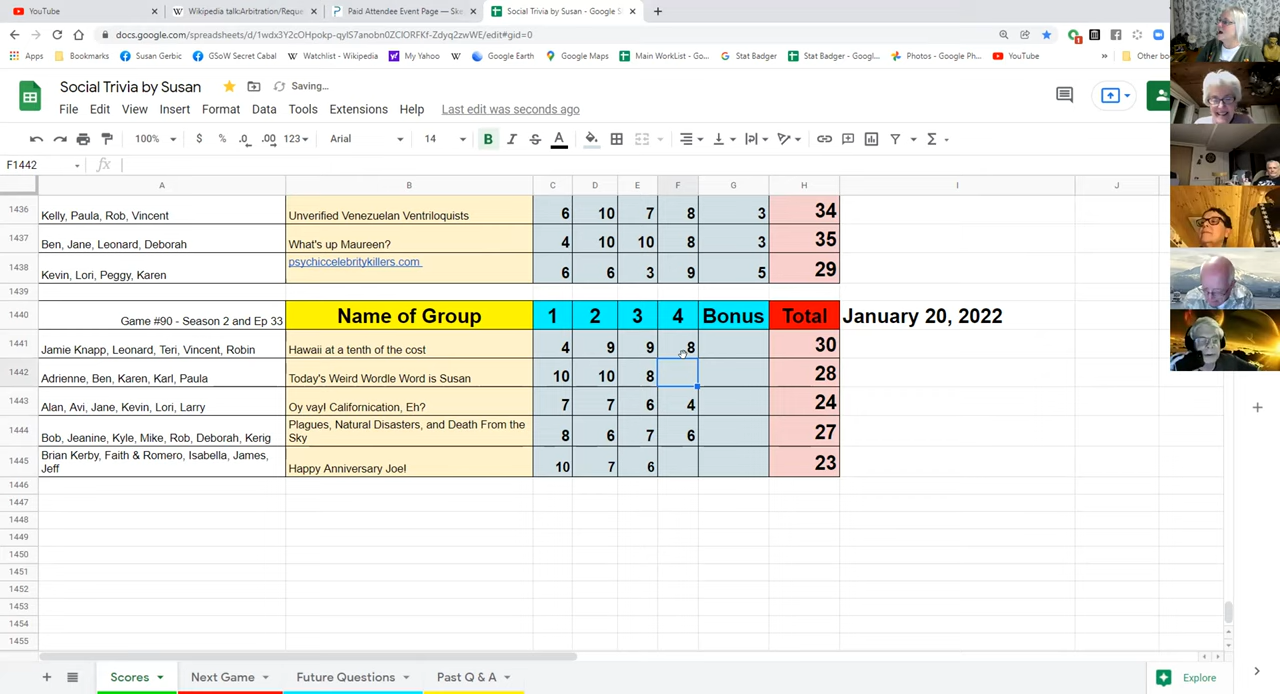 YouTube × Wikipedia talk:Arbitration/Reque × Paid Attendee Event Page — Ske × Social Trivia by Susan - Google S × +
docs.google.com/spreadsheets/d/1wdx3Y2cOHpokp-qyIS7anobn0ZClORFKf-Zdyq2zwWE/edit#gid=0
Apps Bookmarks Susan Gerbic GSoW Secret Cabal Watchlist - Wikipedia My Yahoo Google Earth Google Maps Main WorkList - Go... Stat Badger Stat Badger - Googl... Photos - Google Ph... YouTube » Other bo
Social Trivia by Susan Saving...
File Edit View Insert Format Data Tools Extensions Help Last edit was seconds ago
100% $ % .0 .00 123 Arial 14 B I S A
F1442 fx
A B C D E F G H I J
1436 Kelly, Paula, Rob, Vincent Unverified Venezuelan Ventriloquists 6 10 7 8 3 34
1437 Ben, Jane, Leonard, Deborah What's up Maureen? 4 10 10 8 3 35
1438 Kevin, Lori, Peggy, Karen psychiccelebritykillers.com 6 6 3 9 5 29
1439
1440 Game #90 - Season 2 and Ep 33 Name of Group 1 2 3 4 Bonus Total January 20, 2022
1441 Jamie Knapp, Leonard, Teri, Vincent, Robin Hawaii at a tenth of the cost 4 9 9 8 30
1442 Adrienne, Ben, Karen, Karl, Paula Today's Weird Wordle Word is Susan 10 10 8 28
1443 Alan, Avi, Jane, Kevin, Lori, Larry Oy vay! Californication, Eh? 7 7 6 4 24
1444 Bob, Jeanine, Kyle, Mike, Rob, Deborah, Kerig Plagues, Natural Disasters, and Death From the Sky 8 6 7 6 27
1445 Brian Kerby, Faith & Romero, Isabella, James, Jeff Happy Anniversary Joe! 10 7 6 23
1446
1447
1448
1449
1450
1451
1452
1453
1454
1455
+ Scores Next Game Future Questions Past Q & A Explore